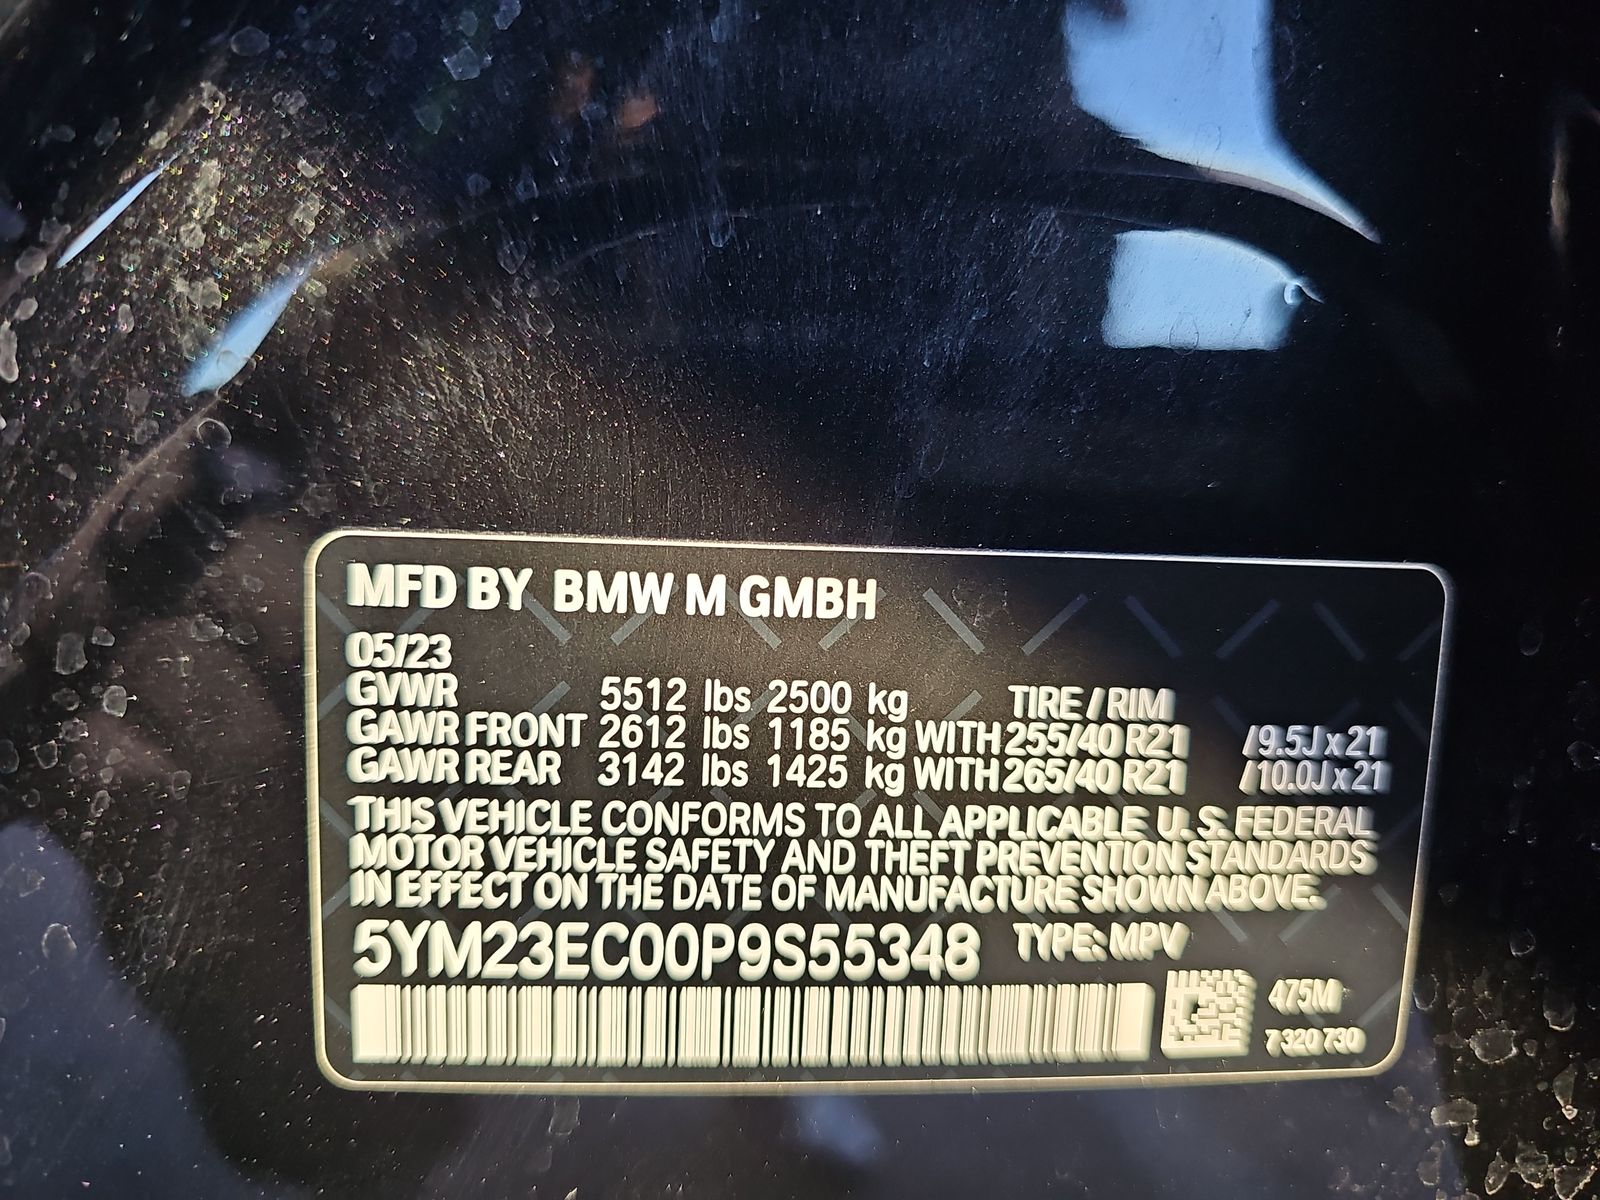 MFD BY BMW M GMBH
05/23
GVWR 5512 lbs 2500 kg TIRE / RIM
GAWR FRONT 2612 lbs 1185 kg WITH 255/40 R21 /9.5J x 21
GAWR REAR 3142 lbs 1425 kg WITH 265/40 R21 /10.0J x 21
THIS VEHICLE CONFORMS TO ALL APPLICABLE U. S. FEDERAL
MOTOR VEHICLE SAFETY AND THEFT PREVENTION STANDARDS
IN EFFECT ON THE DATE OF MANUFACTURE SHOWN ABOVE.
5YM23EC00P9S55348 TYPE: MPV
475M
7 320 730